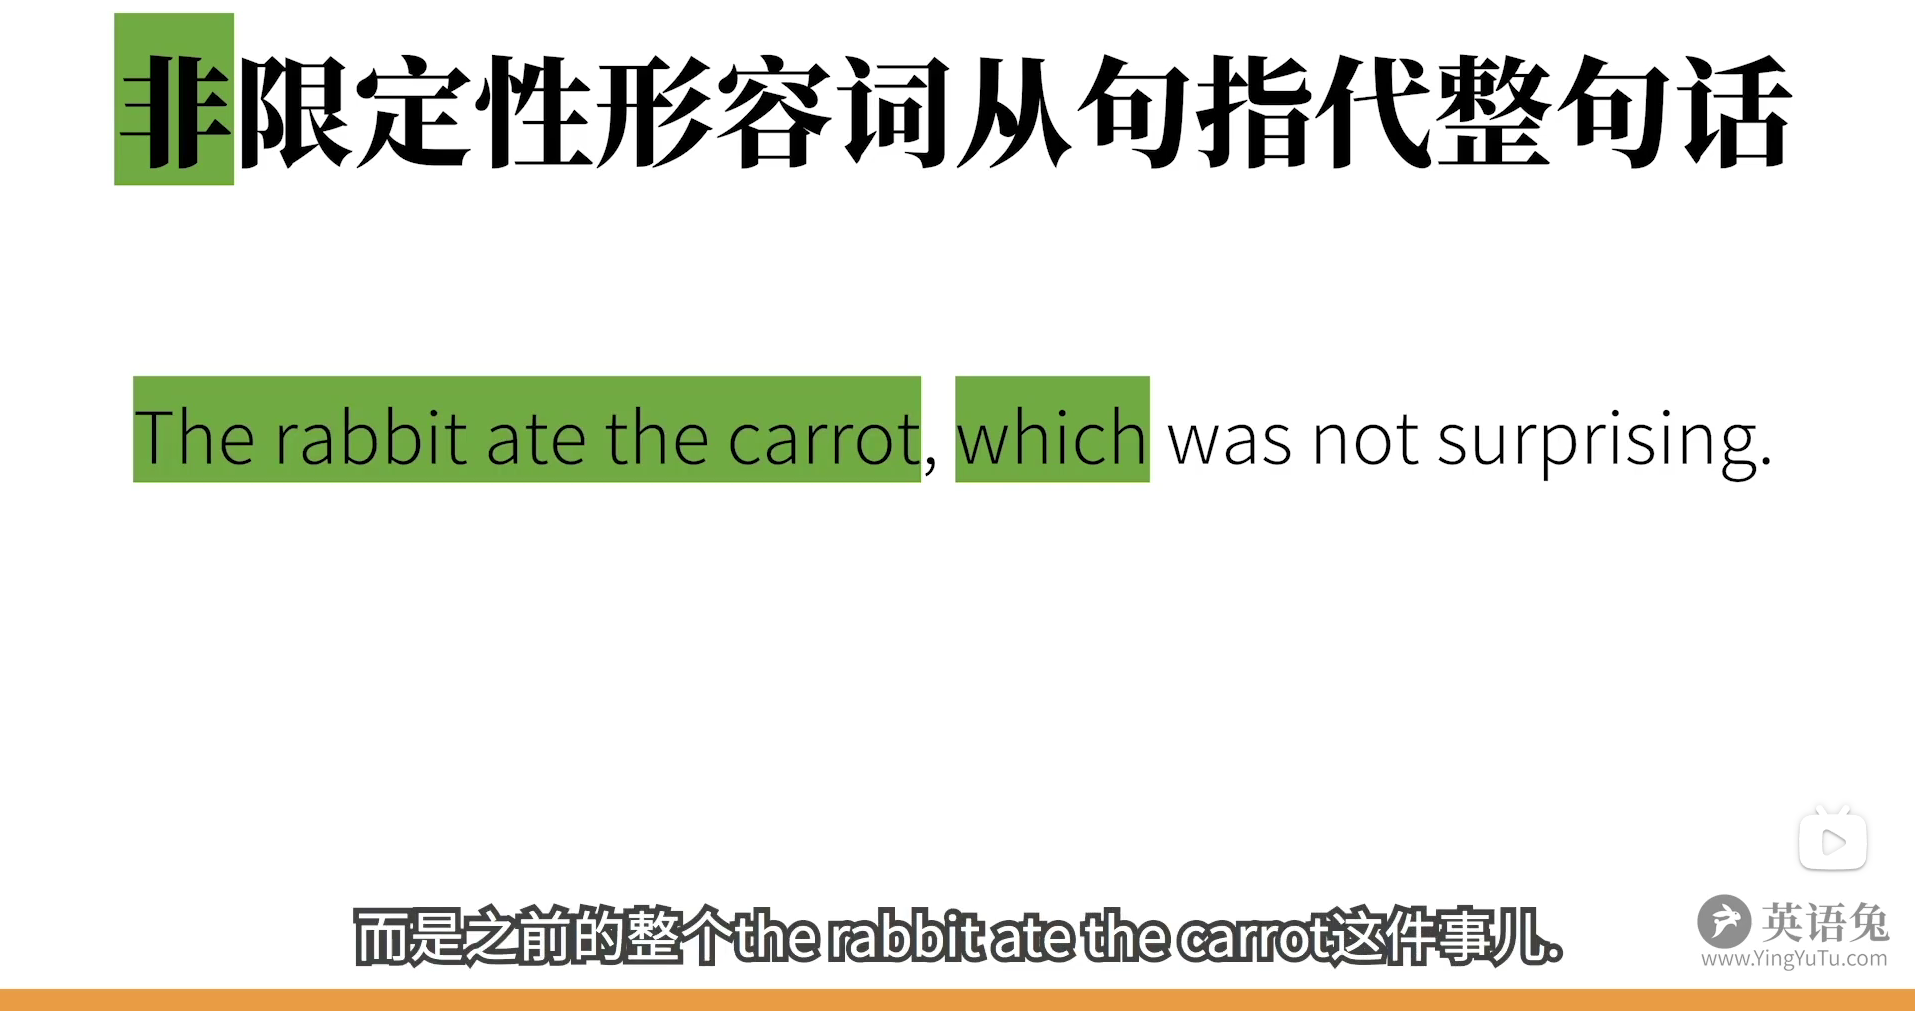 非限定性形容词从句指代整句话
The rabbit ate the carrot, which was not surprising.
而是之前的整个the rabbit ate the carrot这件事儿.
英语兔
www.YingYuTu.com